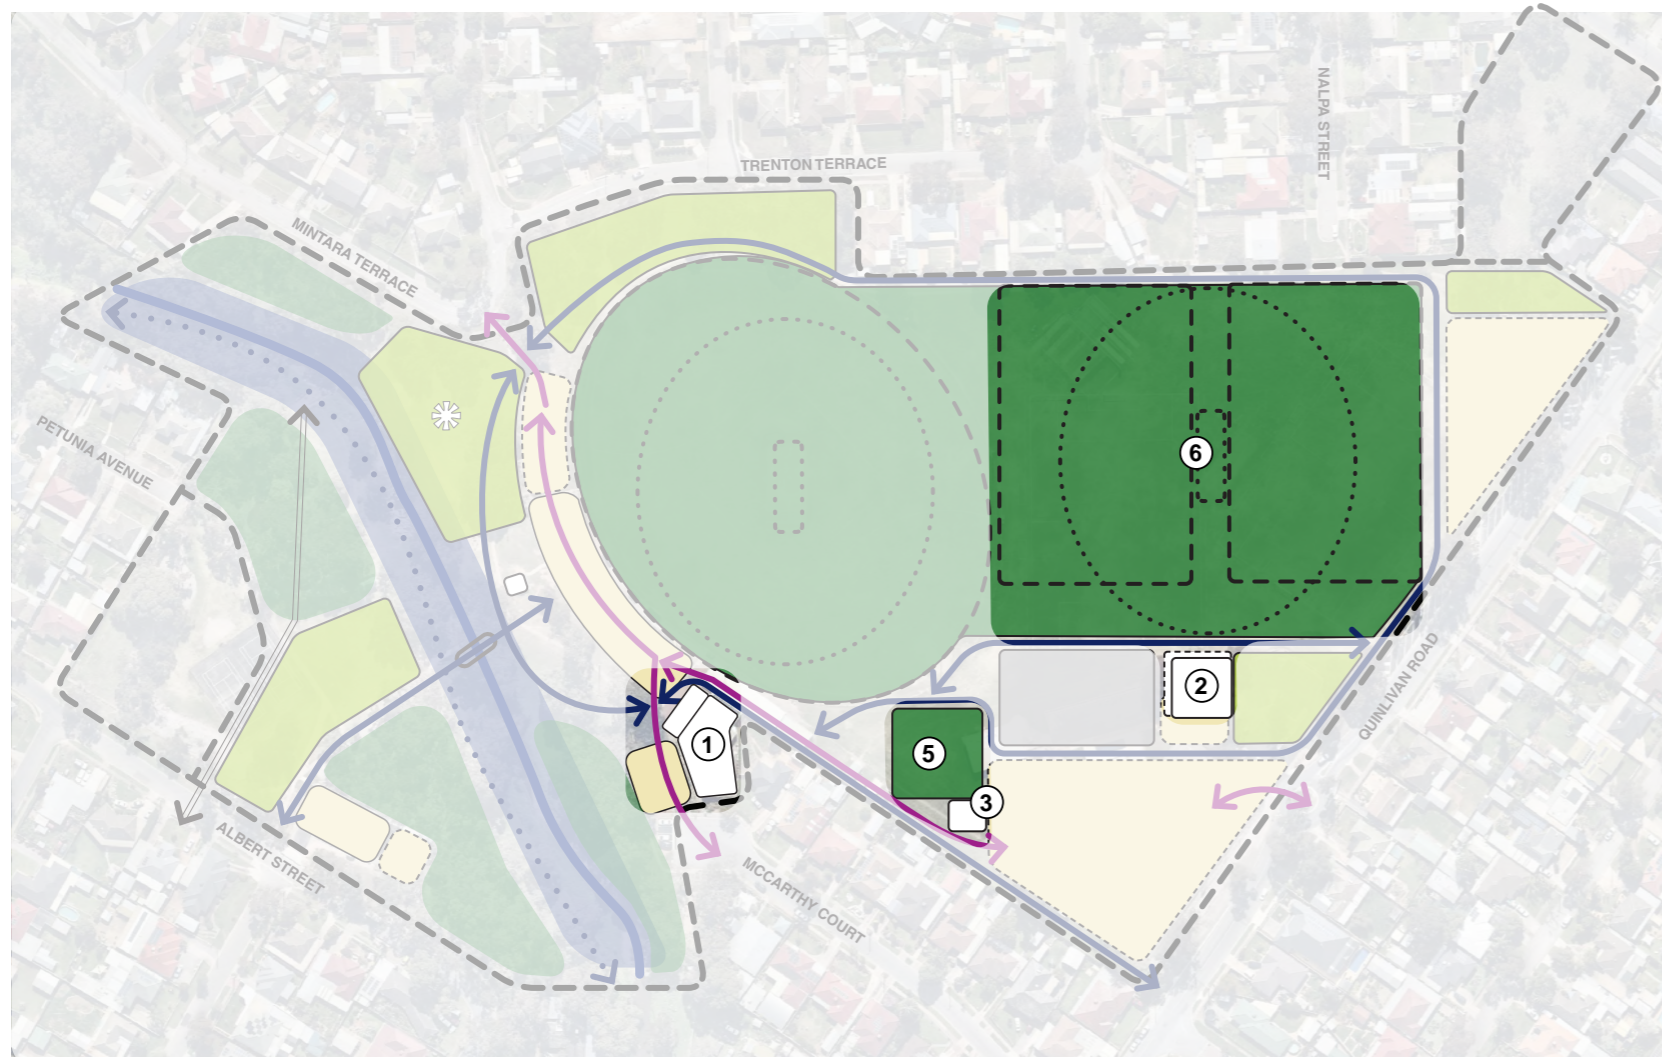 NALPA STREET
TRENTON TERRACE
MINTARA TERRACE
PETUNIA AVENUE
6
2
QUINLIVAN ROAD
1
5
3
ALBERT STREET
MCCARTHY COURT